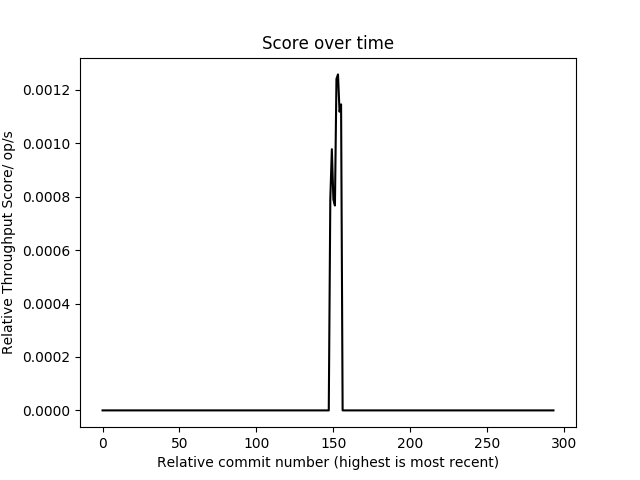 Score over time
Relative Throughput Score/ op/s
0.0012
0.0010
0.0008
0.0006
0.0004
0.0002
0.0000
0 50 100 150 200 250 300
Relative commit number (highest is most recent)